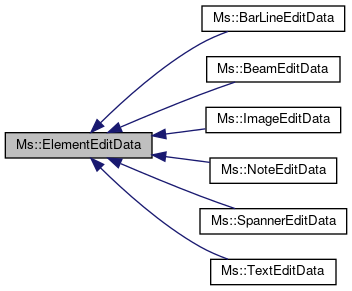 Ms::BarLineEditData
Ms::BeamEditData
Ms::ImageEditData
Ms::ElementEditData
Ms::NoteEditData
Ms::SpannerEditData
Ms::TextEditData